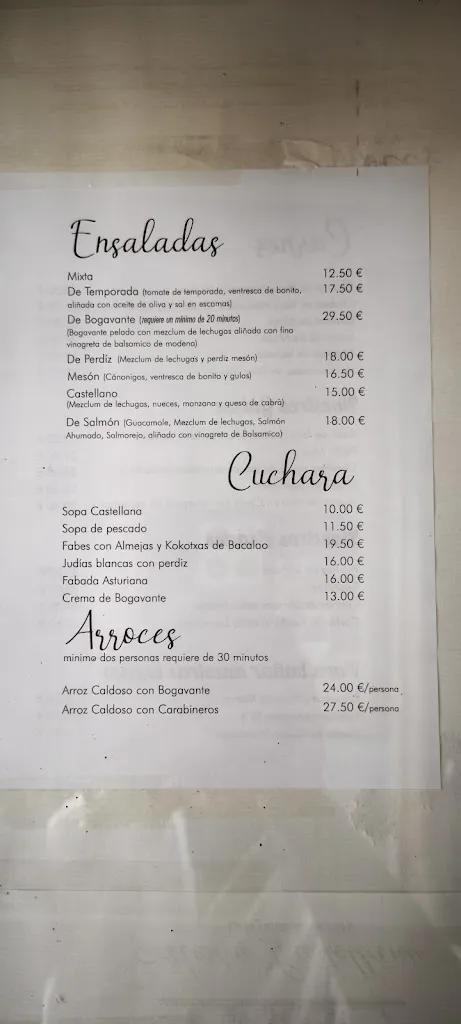 Ensaladas
Mixta 12.50 €
De Temporada (tomate de temporada, ventresca de bonito, 17.50 €
aliñada con aceite de oliva y sal en escamas)
De Bogavante (requiere un mínimo de 20 minutos) 29.50 €
(Bogavante pelado con mezclum de lechugas aliñado con fina
vinagreta de balsamico de modena)
De Perdiz (Mezclum de lechugas y perdiz mesón) 18.00 €
Mesón (Cánonigos, ventresca de bonito y gulas) 16.50 €
Castellano 15.00 €
(Mezclum de lechugas, nueces, manzana y queso de cabra)
De Salmón (Guacamole, Mezclum de lechugas, Salmón 18.00 €
Ahumado, Salmorejo, aliñado con vinagreta de Balsamico)
Cuchara
Sopa Castellana 10.00 €
Sopa de pescado 11.50 €
Fabes con Almejas y Kokotxas de Bacalao 19.50 €
Judías blancas con perdiz 16.00 €
Fabada Asturiana 16.00 €
Crema de Bogavante 13.00 €
Arroces
minimo dos personas requiere de 30 minutos
Arroz Caldoso con Bogavante 24.00 €/persona
Arroz Caldoso con Carabineros 27.50 €/persona